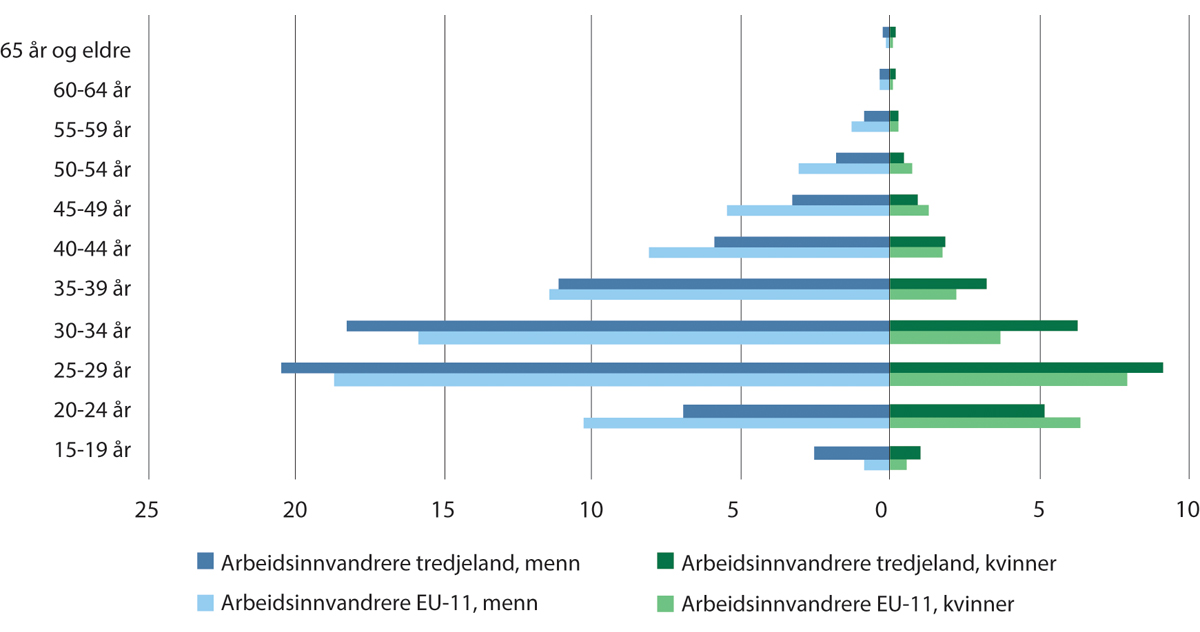 65 år og eldre
60-64 år
55-59 år
50-54 år
45-49 år
40-44 år
35-39 år
30-34 år
25-29 år
20-24 år
15-19 år
25 20 15 10 5 0 5 10
Arbeidsinnvandrere tredjeland, menn
Arbeidsinnvandrere tredjeland, kvinner
Arbeidsinnvandrere EU-11, menn
Arbeidsinnvandrere EU-11, kvinner